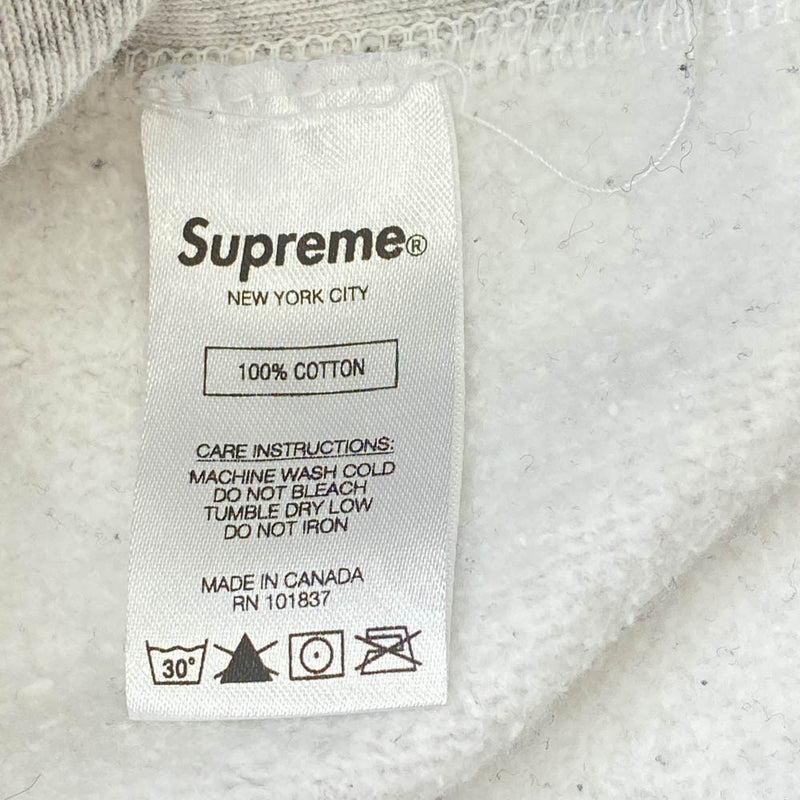 Supreme®
NEW YORK CITY
100% COTTON
CARE INSTRUCTIONS:
MACHINE WASH COLD
DO NOT BLEACH
TUMBLE DRY LOW
DO NOT IRON
MADE IN CANADA
RN 101837
30°